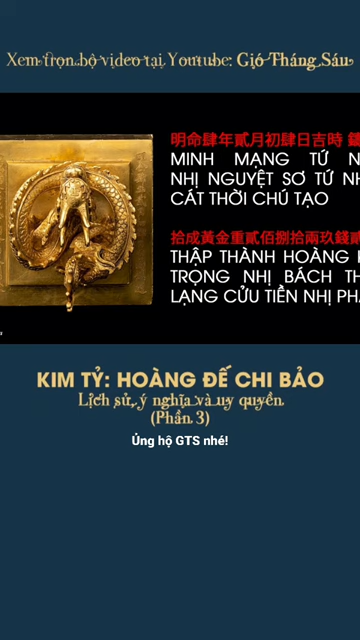 Xem trọn bộ video tại Youtube: Gió Tháng Sáu
明命肆年貳月初肆日吉時
MINH MẠNG TỨ
NHỊ NGUYỆT SƠ TỨ
CÁT THỜI CHÚ TẠO
拾成黃金重貳佰捌拾兩玖錢貳
THẬP THÀNH HOÀNG
TRỌNG NHỊ BÁCH
LẠNG CỬU TIỀN NHỊ
KIM TỶ: HOÀNG ĐẾ CHI BẢO
Lịch sử, ý nghĩa và uy quyền
(Phần 3)
Ủng hộ GTS nhé!